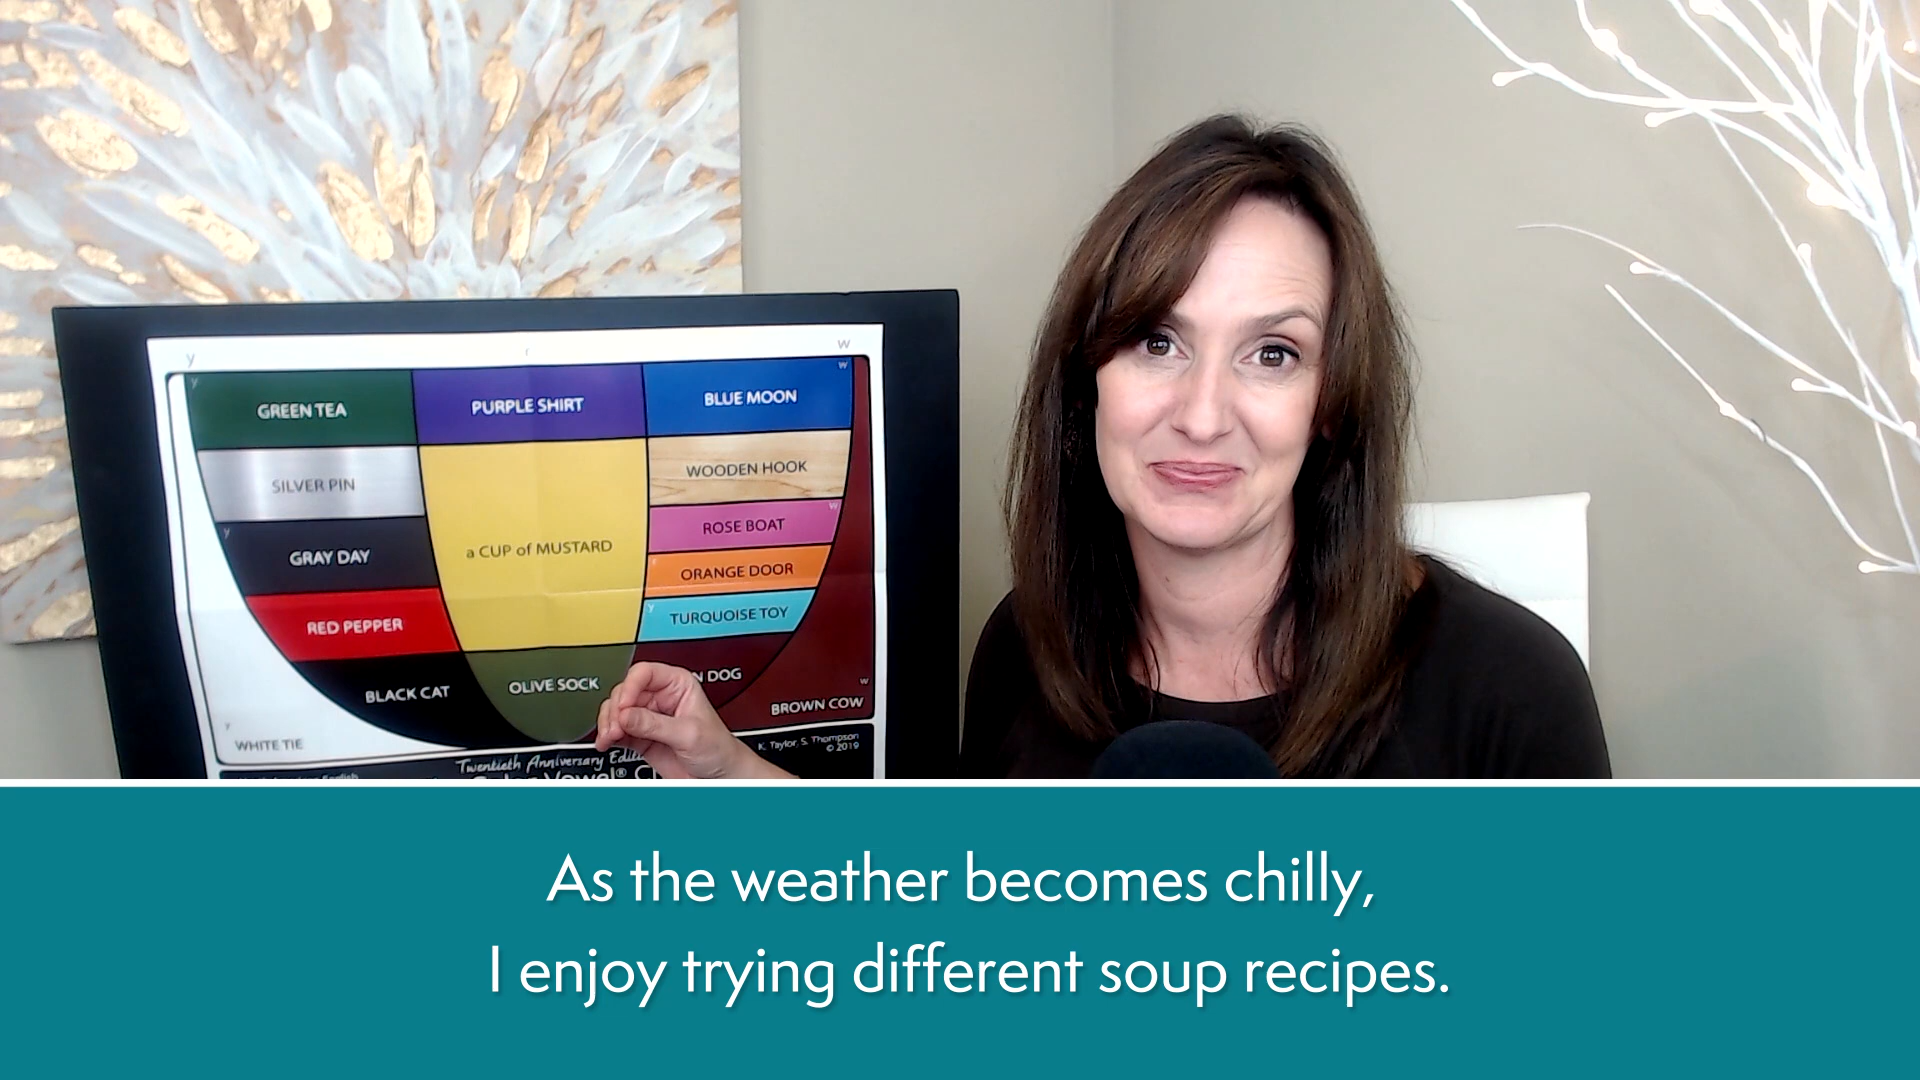 y r w
y w
GREEN TEA PURPLE SHIRT BLUE MOON
SILVER PIN a CUP of MUSTARD WOODEN HOOK
w
y GRAY DAY ROSE BOAT
ORANGE DOOR
RED PEPPER y TURQUOISE TOY
BLACK CAT OLIVE SOCK N DOG w
BROWN COW
y
WHITE TIE
Twentieth Anniversary K. Taylor, S. Thompson
© 2019
English Vowel®
As the weather becomes chilly,
I enjoy trying different soup recipes.